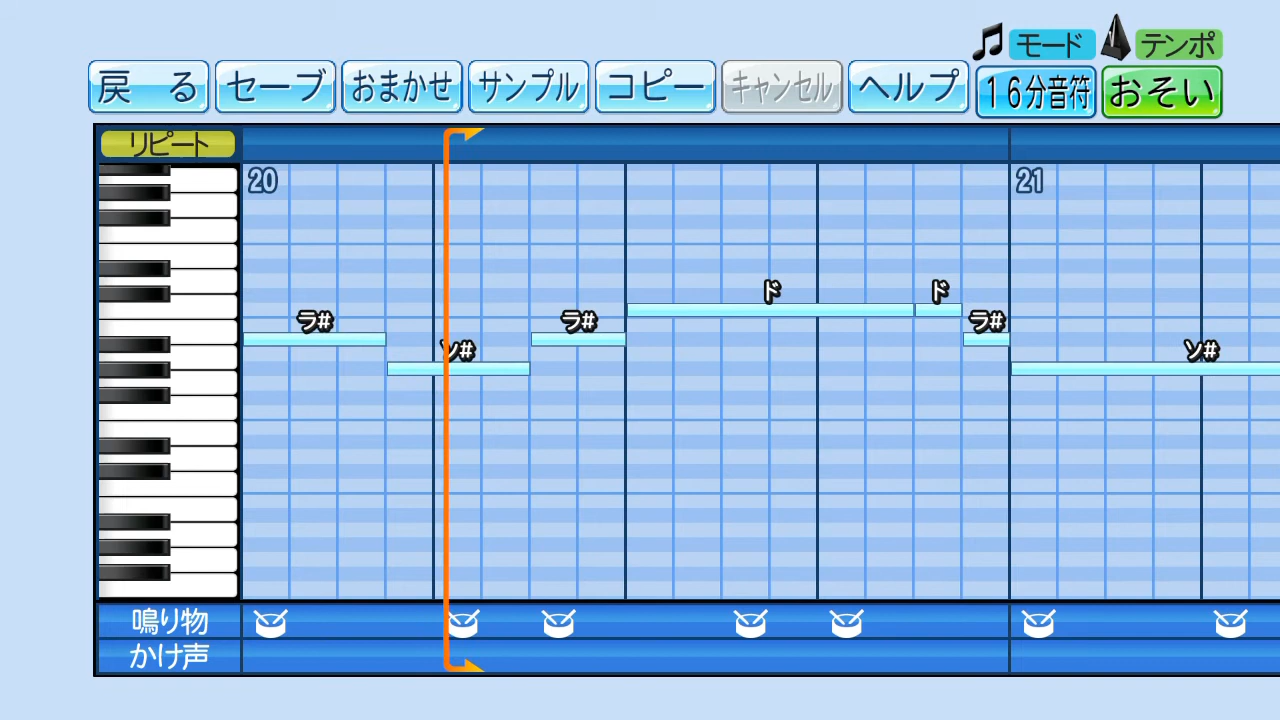 モード テンポ
戻る セーブ おまかせ サンプル コピー キャンセル ヘルプ 16分音符 おそい
リピート
20 21
ド ド
ラ# ラ# ラ#
ソ# ソ#
鳴り物
かけ声